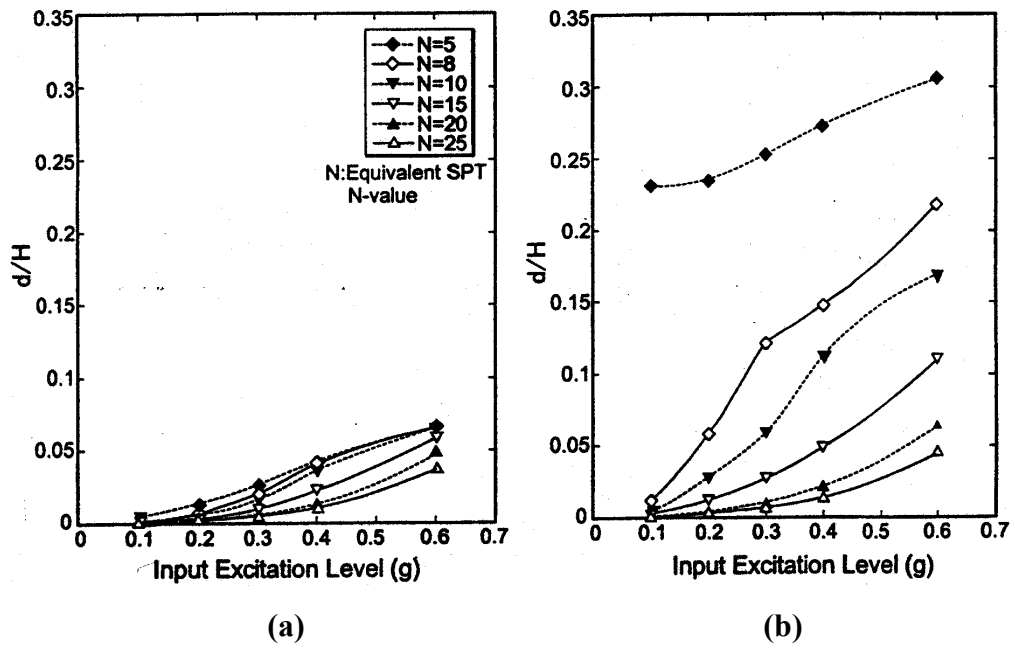 0.35
0.3
0.25
0.2
0.15
0.1
0.05
0
d/H
N=5
N=8
N=10
N=15
N=20
N=25
N:Equivalent SPT
N-value
0 0.1 0.2 0.3 0.4 0.5 0.6 0.7
Input Excitation Level (g)
(a)
0.35
0.3
0.25
0.2
0.15
0.1
0.05
0
d/H
0 0.1 0.2 0.3 0.4 0.5 0.6 0.7
Input Excitation Level (g)
(b)